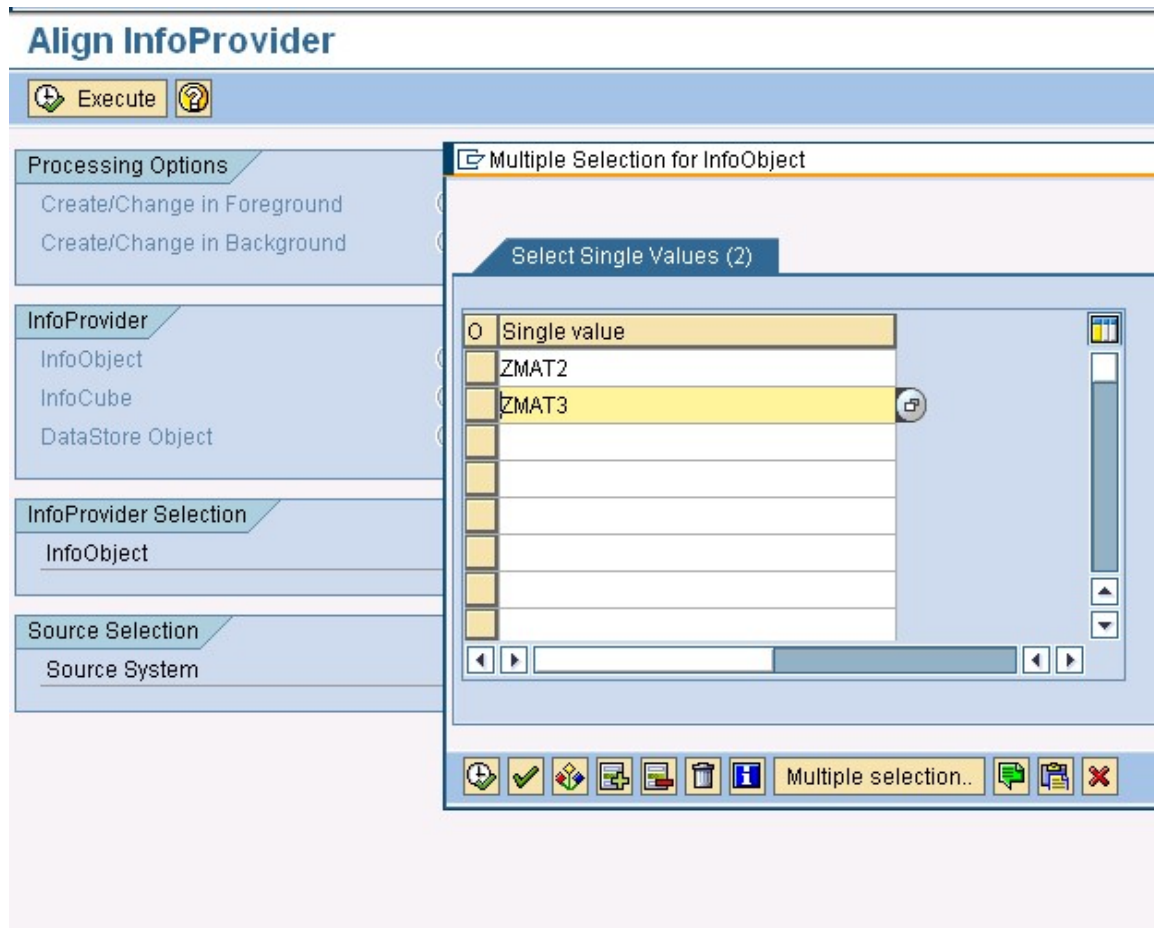 Align InfoProvider
Execute
Processing Options
Create/Change in Foreground
Create/Change in Background
InfoProvider
InfoObject
InfoCube
DataStore Object
InfoProvider Selection
InfoObject
Source Selection
Source System
Multiple Selection for InfoObject
Select Single Values (2)
O Single value
ZMAT2
ZMAT3
Multiple selection..